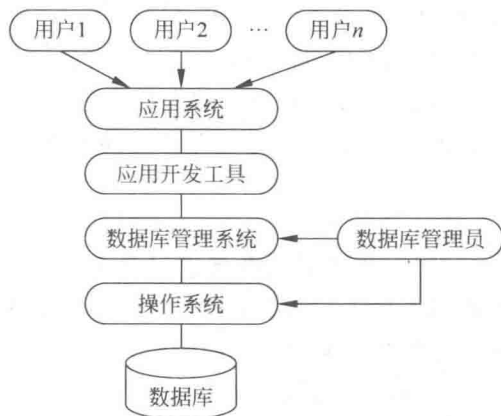 用户1 用户2 … 用户n
应用系统
应用开发工具
数据库管理系统 数据库管理员
操作系统
数据库